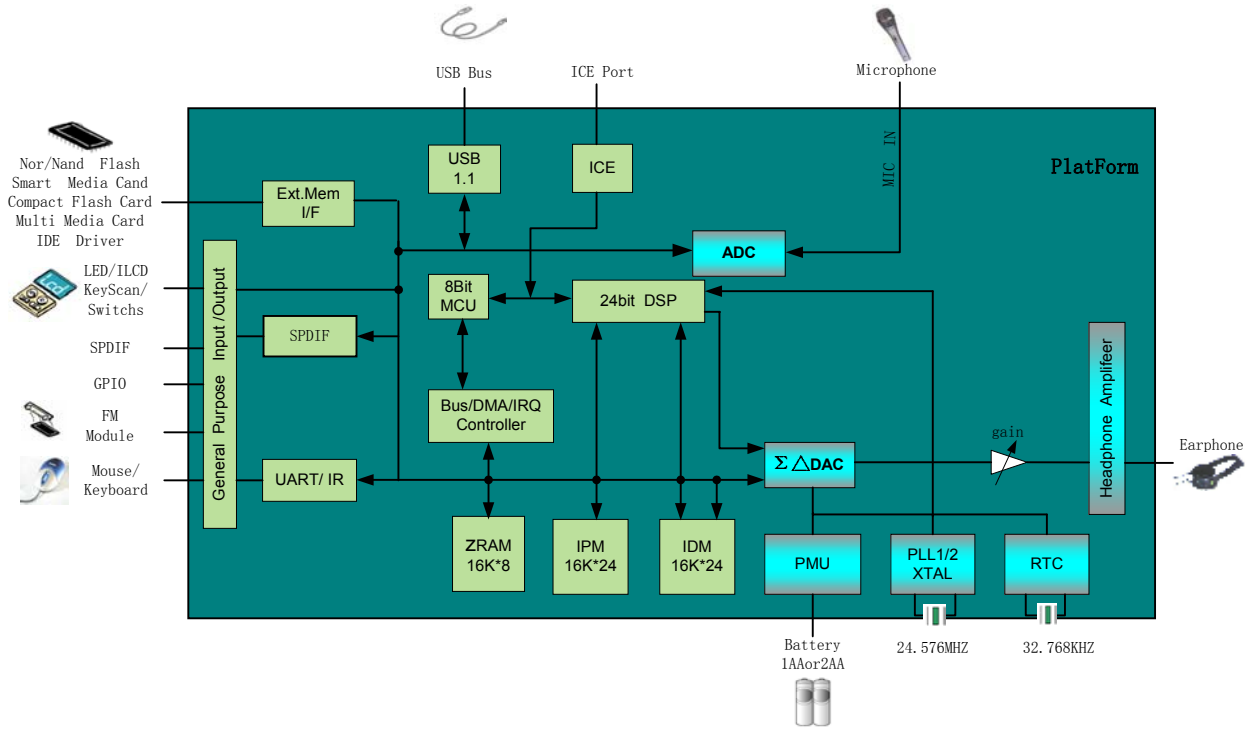 USB Bus
ICE Port
Microphone
Nor/Nand Flash
Smart Media Cand
Compact Flash Card
Multi Media Card
IDE Driver
LED/ILCD
KeyScan/
Switchs
SPDIF
GPIO
FM
Module
Mouse/
Keyboard
General Purpose Input/Output
Ext.Mem
I/F
SPDIF
UART/ IR
USB
1.1
ICE
MIC IN
PlatForm
ADC
8Bit
MCU
24bit DSP
Bus/DMA/IRQ
Controller
Σ △DAC
gain
Headphone Amplifeer
Earphone
ZRAM
16K*8
IPM
16K*24
IDM
16K*24
PMU
PLL1/2
XTAL
RTC
Battery
1AAor2AA
24.576MHZ
32.768KHZ